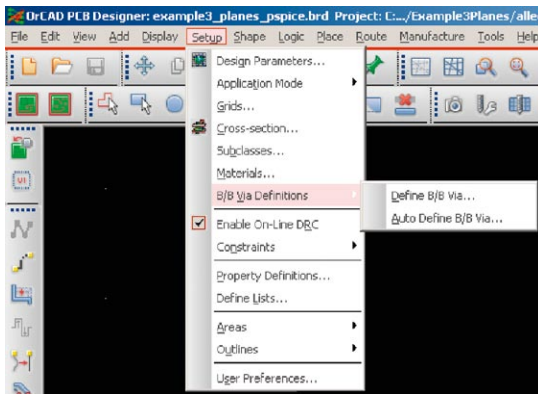 OrCAD PCB Designer: example3_planes_pspice.brd Project: C:.../Example3Planes/alle
File Edit View Add Display Setup Shape Logic Place Route Manufacture Tools Help
Design Parameters...
Application Mode
Grids...
Cross-section...
Subclasses...
Materials...
B/B Via Definitions
Define B/B Via...
Auto Define B/B Via...
Enable On-Line DRC
Constraints
Property Definitions...
Define Lists...
Areas
Outlines
User Preferences...